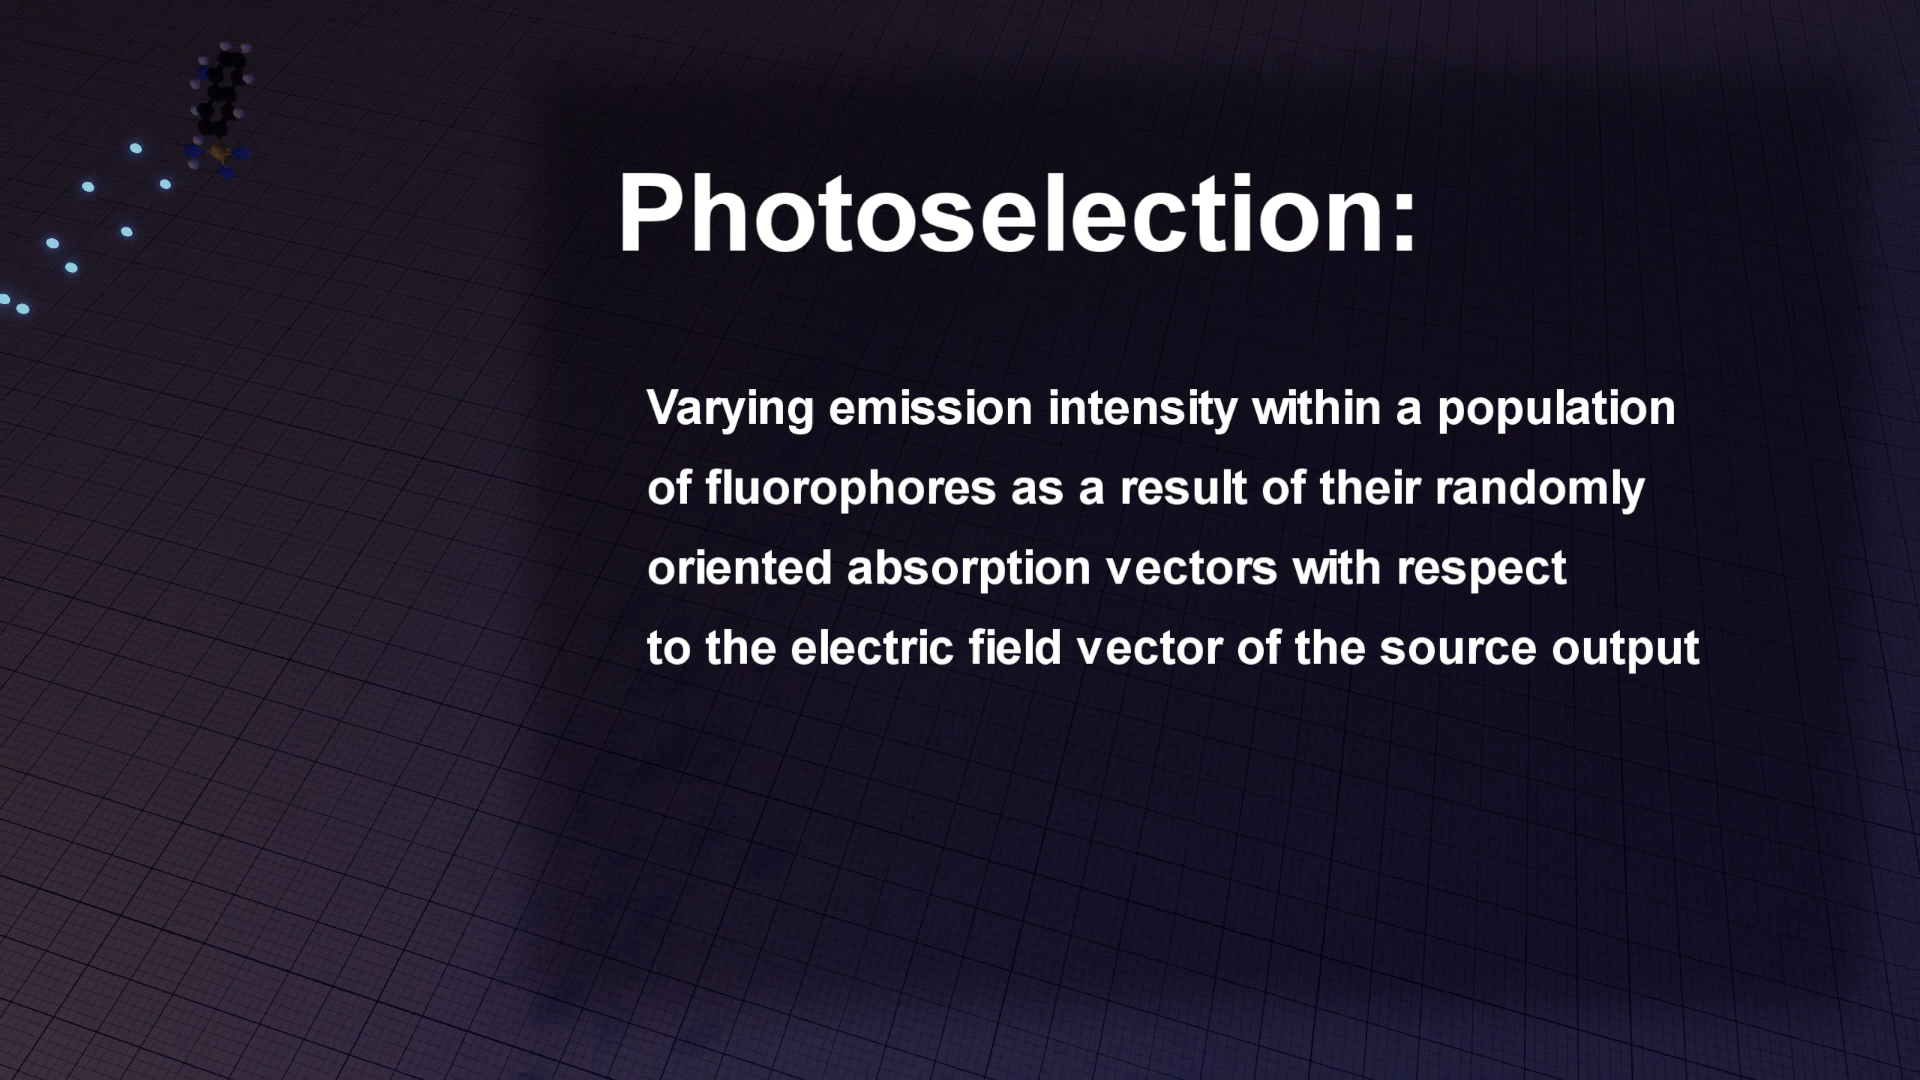 Photoselection:
Varying emission intensity within a population
of fluorophores as a result of their randomly
oriented absorption vectors with respect
to the electric field vector of the source output